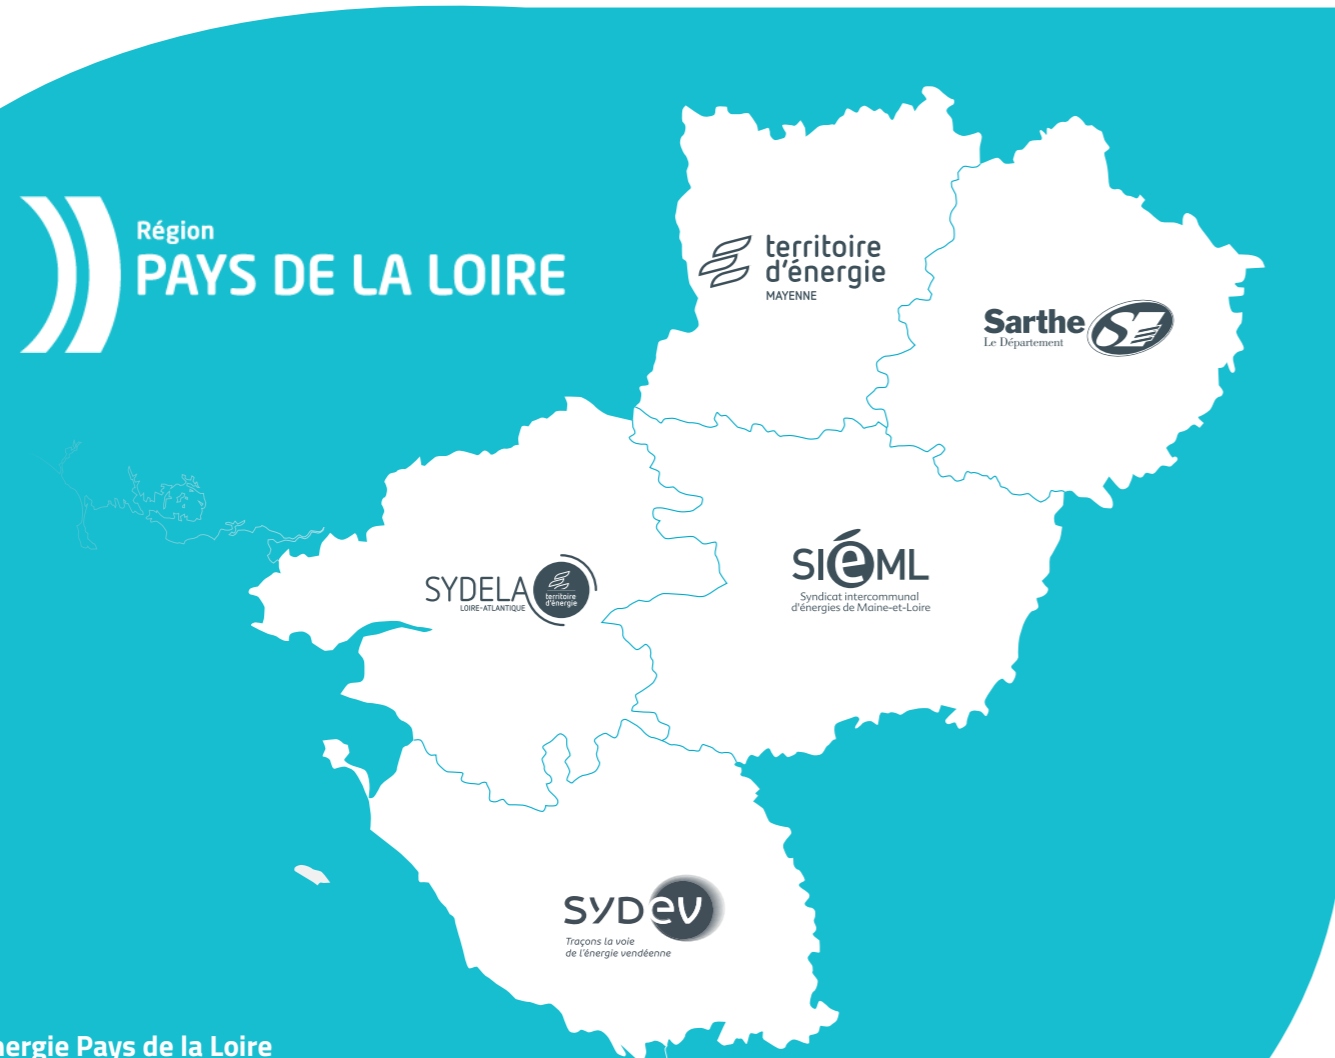 Région
PAYS DE LA LOIRE
territoire
d'énergie
MAYENNE
Sarthe
Le Département
SYDELA
LOIRE-ATLANTIQUE
territoire
d'énergie
SIéML
Syndicat intercommunal
d'énergies de Maine-et-Loire
SYDEV
Traçons la voie
de l'énergie vendéenne
nergie Pays de la Loire